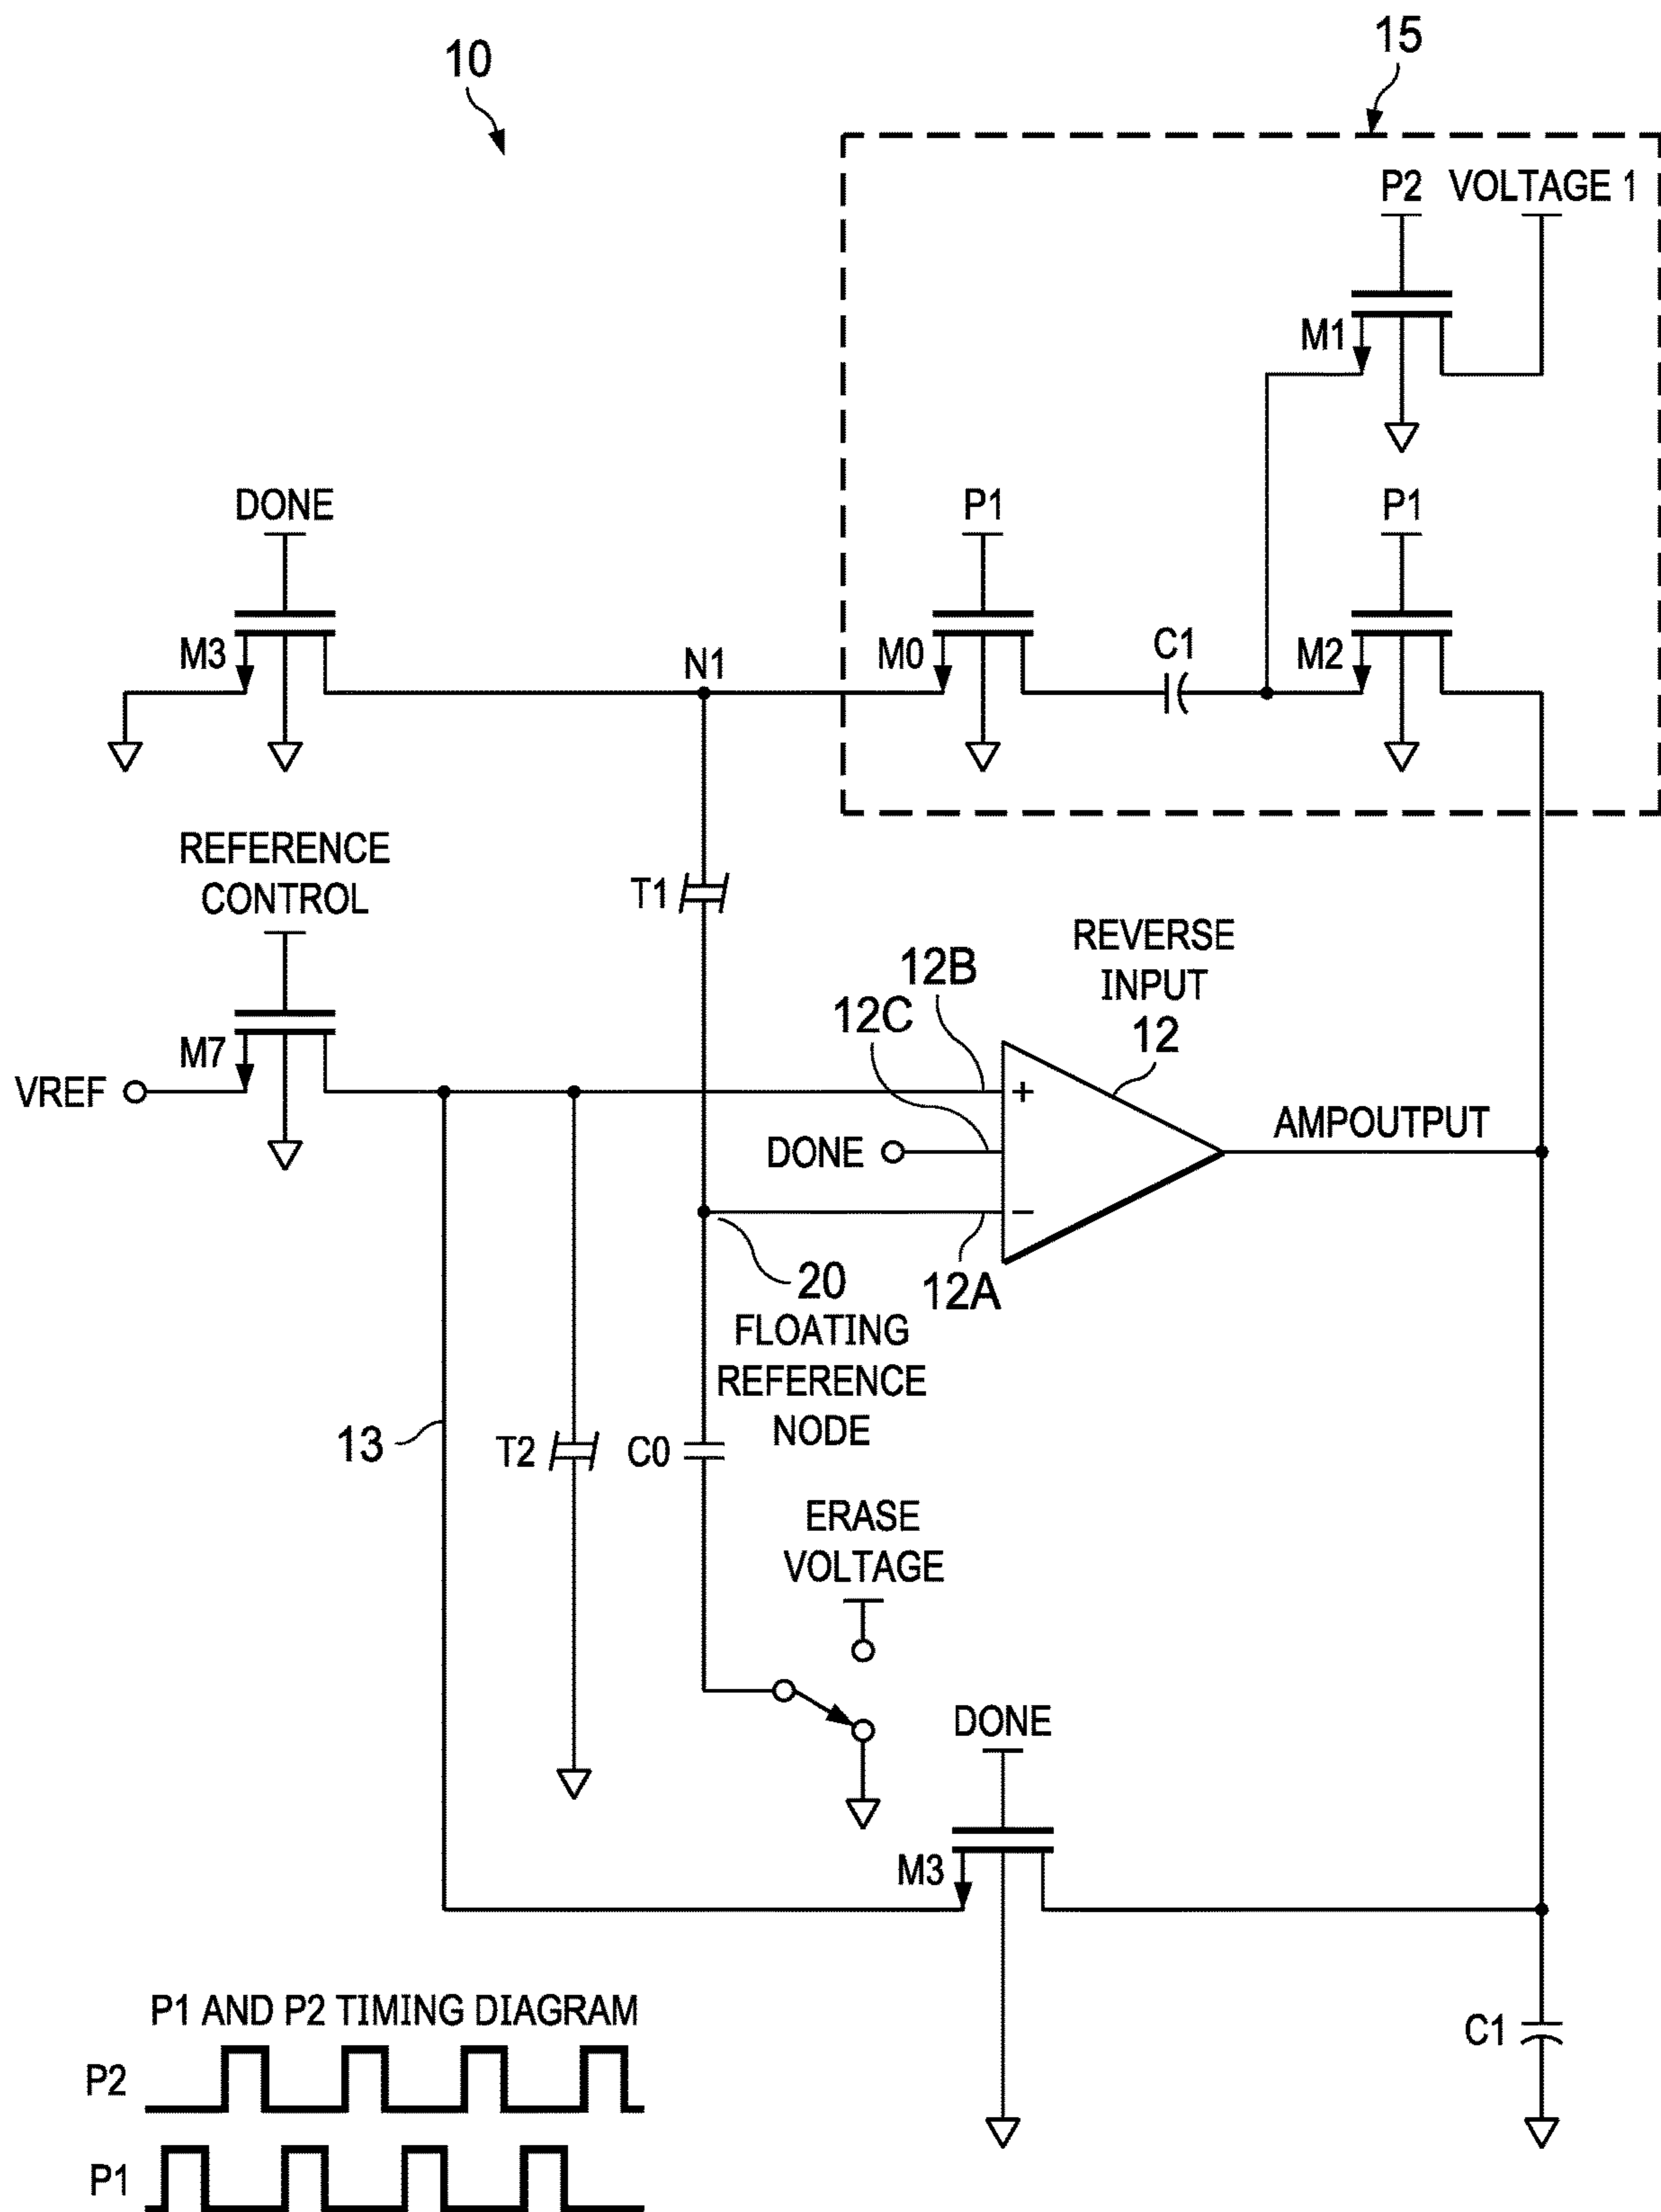 10
15
P2
VOLTAGE 1
M1
DONE
P1
P1
M3
N1
M0
C1
M2
REFERENCE
CONTROL
T1
REVERSE
INPUT
12B
12C
12
M7
VREF
+
AMPOUTPUT
DONE
−
20
12A
FLOATING
REFERENCE
NODE
13
T2
C0
ERASE
VOLTAGE
DONE
M3
P1 AND P2 TIMING DIAGRAM
C1
P2
P1